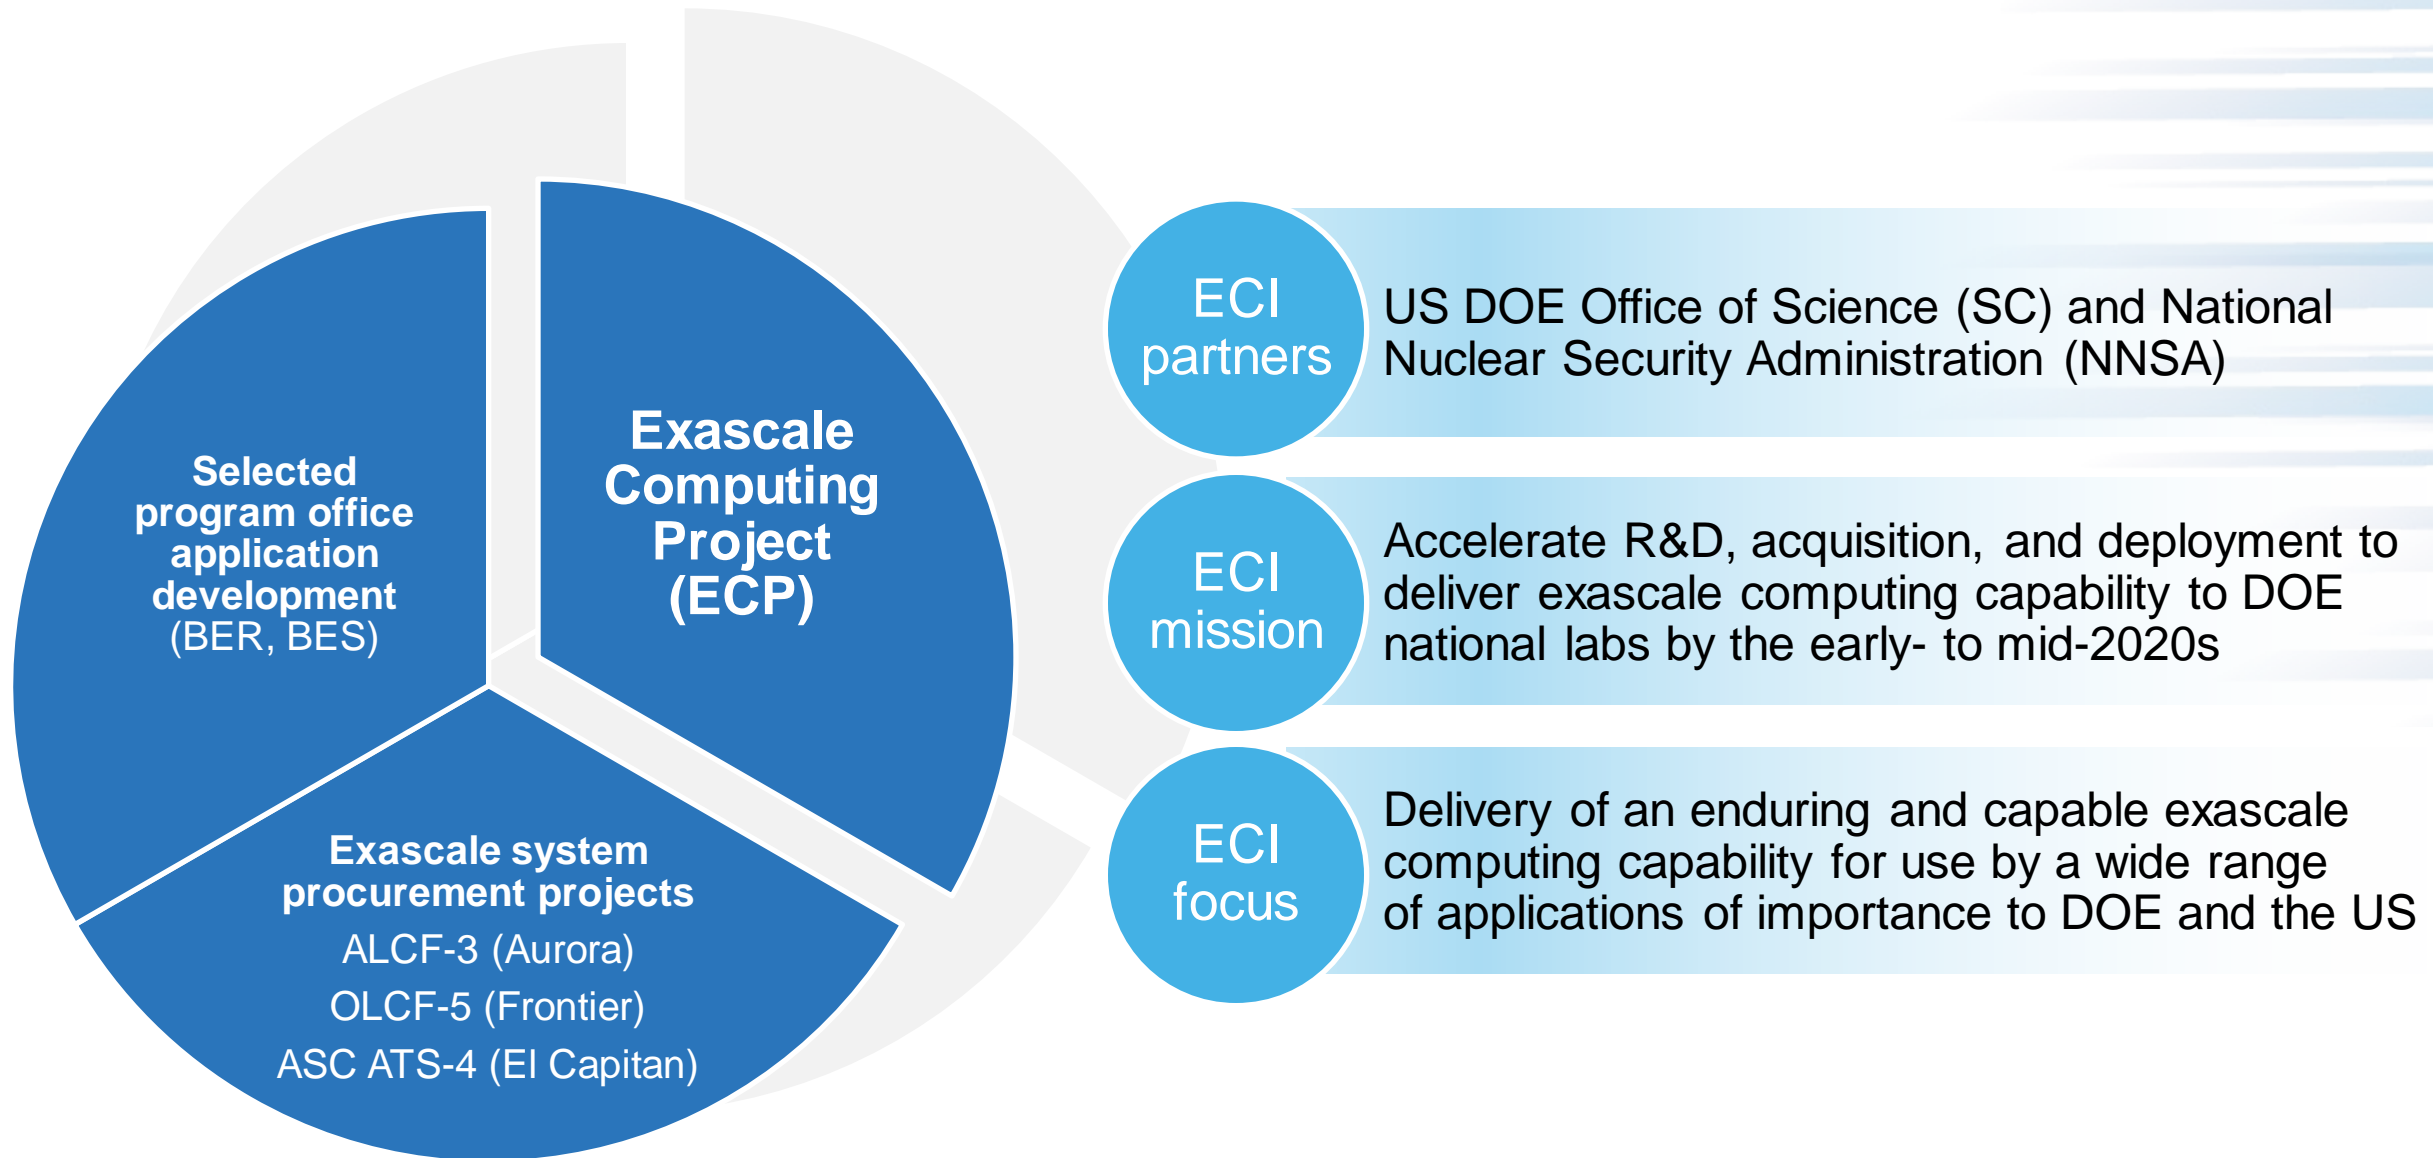 Selected
program office
application
development
(BER, BES)
Exascale
Computing
Project
(ECP)
Exascale system
procurement projects
ALCF-3 (Aurora)
OLCF-5 (Frontier)
ASC ATS-4 (El Capitan)
ECI
partners
US DOE Office of Science (SC) and National
Nuclear Security Administration (NNSA)
ECI
mission
Accelerate R&D, acquisition, and deployment to
deliver exascale computing capability to DOE
national labs by the early- to mid-2020s
ECI
focus
Delivery of an enduring and capable exascale
computing capability for use by a wide range
of applications of importance to DOE and the US